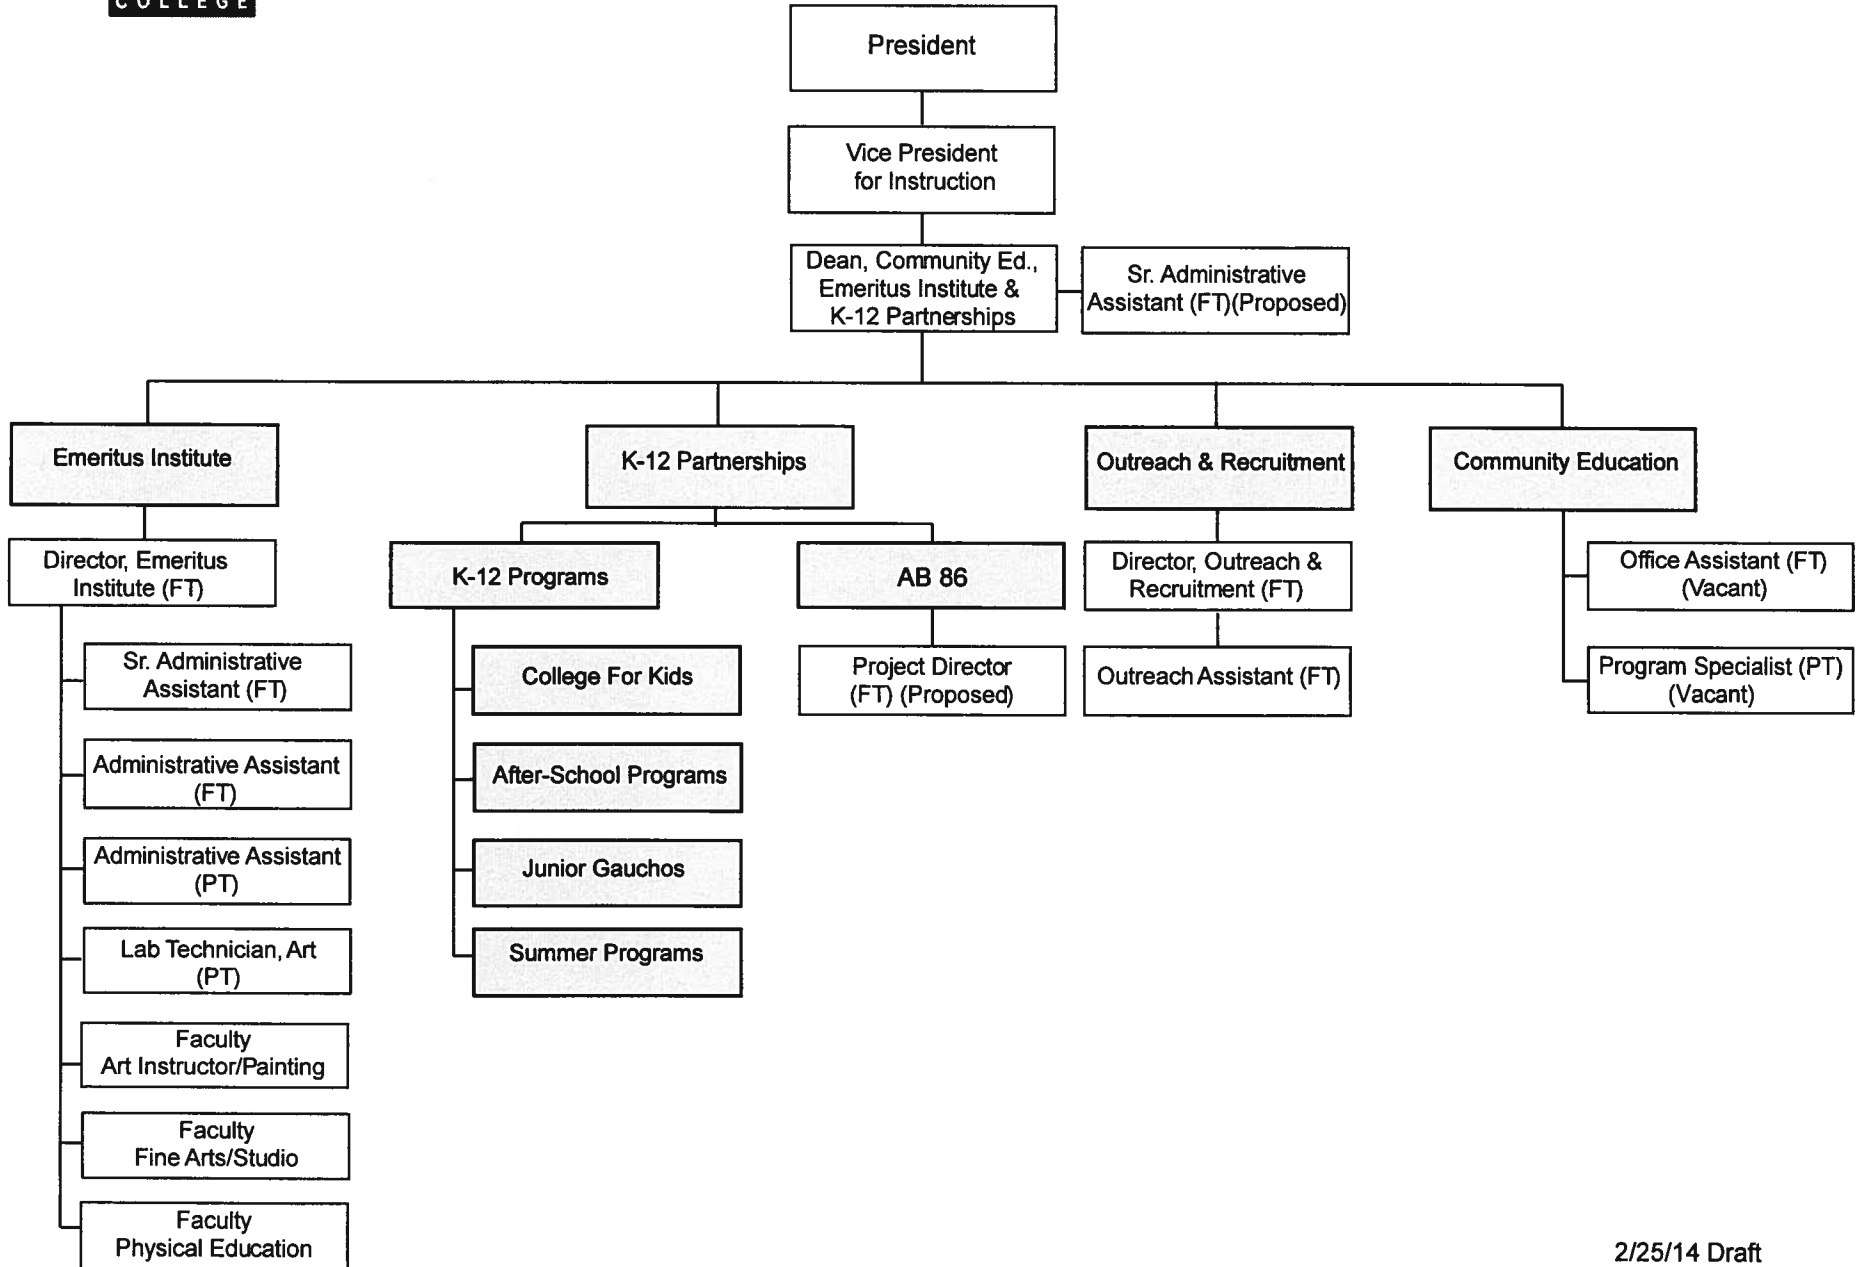 COLLEGE
President
Vice President
for Instruction
Dean, Community Ed.,
Emeritus Institute &
K-12 Partnerships
Sr. Administrative
Assistant (FT)(Proposed)
Emeritus Institute
K-12 Partnerships
Outreach & Recruitment
Community Education
Director, Emeritus
Institute (FT)
K-12 Programs
AB 86
Director, Outreach &
Recruitment (FT)
Office Assistant (FT)
(Vacant)
Sr. Administrative
Assistant (FT)
College For Kids
Project Director
(FT) (Proposed)
Outreach Assistant (FT)
Program Specialist (PT)
(Vacant)
Administrative Assistant
(FT)
After-School Programs
Administrative Assistant
(PT)
Junior Gauchos
Lab Technician, Art
(PT)
Summer Programs
Faculty
Art Instructor/Painting
Faculty
Fine Arts/Studio
Faculty
Physical Education
2/25/14 Draft